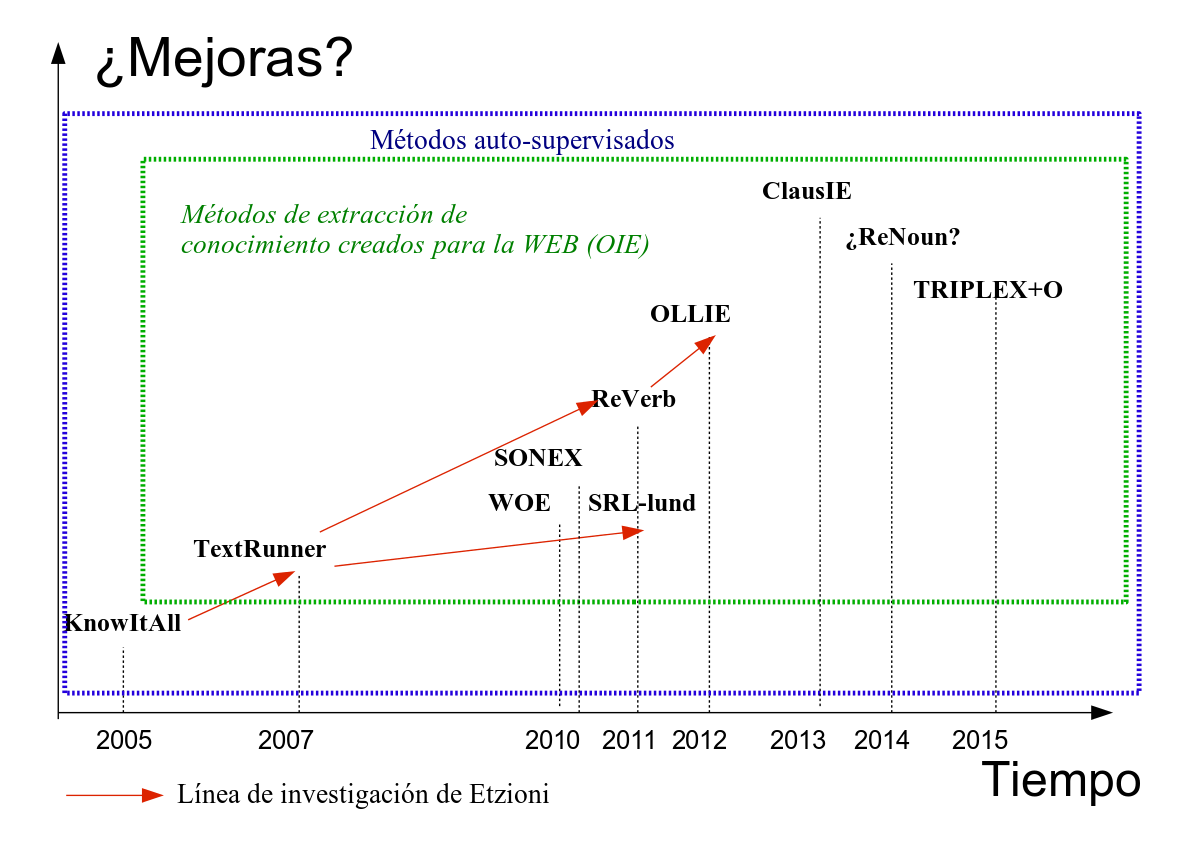 ¿Mejoras?
Métodos auto-supervisados
Métodos de extracción de
conocimiento creados para la WEB (OIE)
ClausIE
¿ReNoun?
TRIPLEX+O
OLLIE
ReVerb
SONEX
WOE
SRL-lund
TextRunner
KnowItAll
2005
2007
2010
2011
2012
2013
2014
2015
Tiempo
Línea de investigación de Etzioni